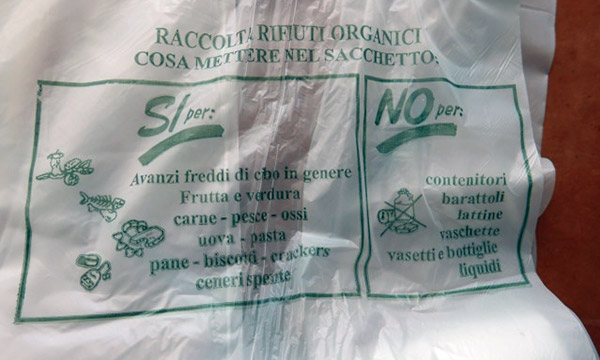 RACCOLTA RIFIUTI ORGANICI
COSA METTERE NEL SACCHETTO:
SI per:
Avanzi freddi di cibo in genere
Frutta e verdura
carne - pesce - ossi
uova - pasta
pane - biscotti - crackers
ceneri spente
NO per:
contenitori
barattoli
lattine
vaschette
vasetti e bottiglie
liquidi